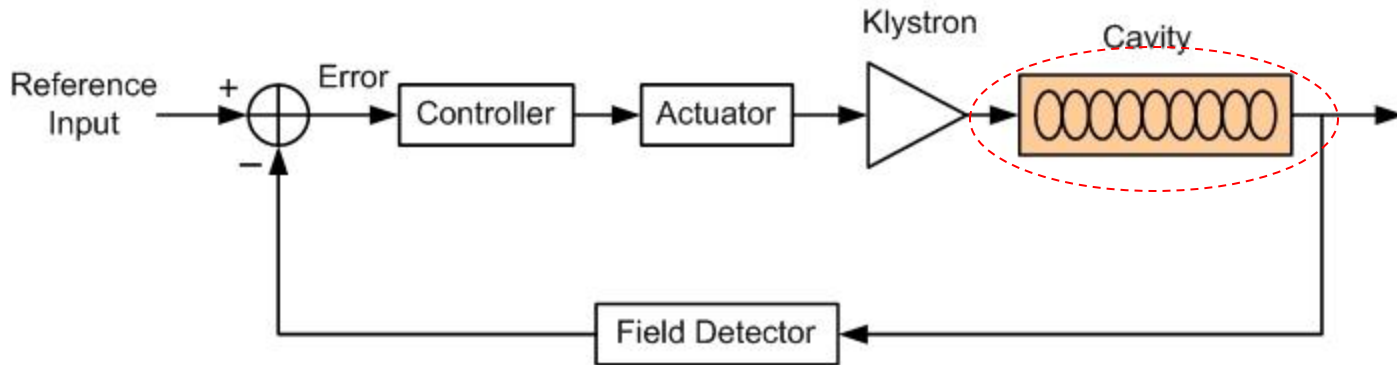 Klystron
Cavity
Reference
Input
+
Error
Controller
Actuator
−
Field Detector